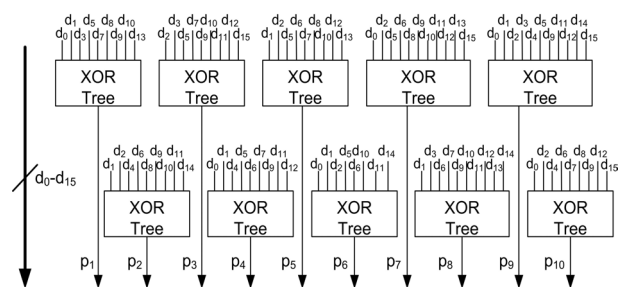 d₁ d₅ d₈ d₁₀ d₃ d₇ d₁₀ d₁₂ d₂ d₆ d₈ d₁₂ d₂ d₆ d₉ d₁₁ d₁₃ d₁ d₃ d₅ d₁₁ d₁₄
d₀ d₃ d₇ d₉ d₁₃ d₂ d₅ d₉ d₁₁ d₁₅ d₁ d₅ d₇ d₁₀ d₁₃ d₀ d₅ d₈ d₁₀ d₁₂ d₁₅ d₀ d₂ d₄ d₉ d₁₂ d₁₅
XOR XOR XOR XOR XOR
Tree Tree Tree Tree Tree
d₂ d₆ d₉ d₁₁ d₁ d₅ d₇ d₁₁ d₁ d₅ d₁₀ d₁₄ d₃ d₇ d₁₀ d₁₂ d₁₄ d₂ d₆ d₈ d₁₂
d₁ d₄ d₈ d₁₀ d₁₄ d₀ d₄ d₆ d₉ d₁₂ d₀ d₂ d₆ d₁₁ d₁ d₆ d₉ d₁₁ d₁₃ d₀ d₄ d₇ d₉ d₁₅
d₀-d₁₅
XOR XOR XOR XOR XOR
Tree Tree Tree Tree Tree
p₁ p₂ p₃ p₄ p₅ p₆ p₇ p₈ p₉ p₁₀